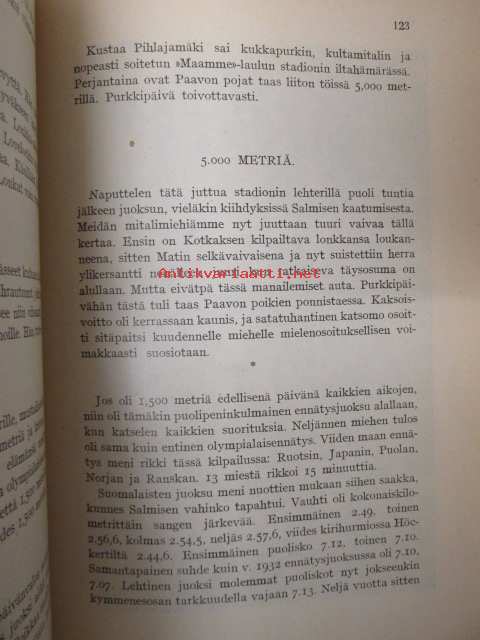 123
Kustaa Pihlajamäki sai kukkapurkin, kultamitalin ja
nopeasti soitetun »Maamme»-laulun stadionin iltahämärässä.
Perjantaina ovat Paavon pojat taas liiton töissä 5,000 met-
rillä. Purkkipäivä toivottavasti.
5.000 METRIÄ.
Naputtelen tätä juttua stadionin lehterillä puoli tuntia
jälkeen juoksun, vieläkin kiihdyksissä Salmisen kaatumisesta.
Meidän mitalimiehiämme nyt juuttaan tuuri vaivaa tällä
kertaa. Ensin on Kotkaksen kilpailtava lonkkansa loukan-
neena, sitten Matin selkävaivaisena ja nyt suistettiin herra
ylikersantti
ratkaiseva täysosuma on
alullaan. Mutta eivätpä tässä manailemiset auta. Purkkipäi-
vähän tästä tuli taas Paavon poikien ponnistaessa. Kaksois-
voitto oli kerrassaan kaunis, ja satatuhantinen katsomo osoit-
ti sitäpaitsi kuudennelle miehelle mielenosoituksellisen voi-
makkaasti suosiotaan.
Jos oli 1,500 metriä edellisenä päivänä kaikkien aikojen,
niin oli tämäkin puolipeninkulmainen ennätysjuoksu alallaan,
kun katselen kaikkien suorituksia. Neljännen miehen tulos
oli sama kuin entinen olympialaisennätys. Viiden maan ennä-
tys meni rikki tässä kilpailussa: Ruotsin, Japanin, Puolan,
Norjan ja Ranskan. 13 miestä rikkoi 15 minuuttia.
Suomalaisten juoksu meni nuottien mukaan siihen saakka,
kunnes Salmisen vahinko tapahtui. Vauhti oli kokonaiskilo-
metrittäin sangen järkevää. Ensimmäinen 2.49. toinen
2.56,6, kolmas 2.54,5, neljäs 2.57,6, viides kirihurmiossa Höc-
kertiltä 2.44,6. Ensimmäinen puolisko 7.12, toinen 7.10.
Samantapainen suhde kuin v. 1932 ennätysjuoksussa oli 7.10,
7.07. Lehtinen juoksi molemmat puoliskot nyt jokseenkin
kymmenesosan tarkkuudella vajaan 7.13. Neljä vuotta sitten
antikvariaatti.net